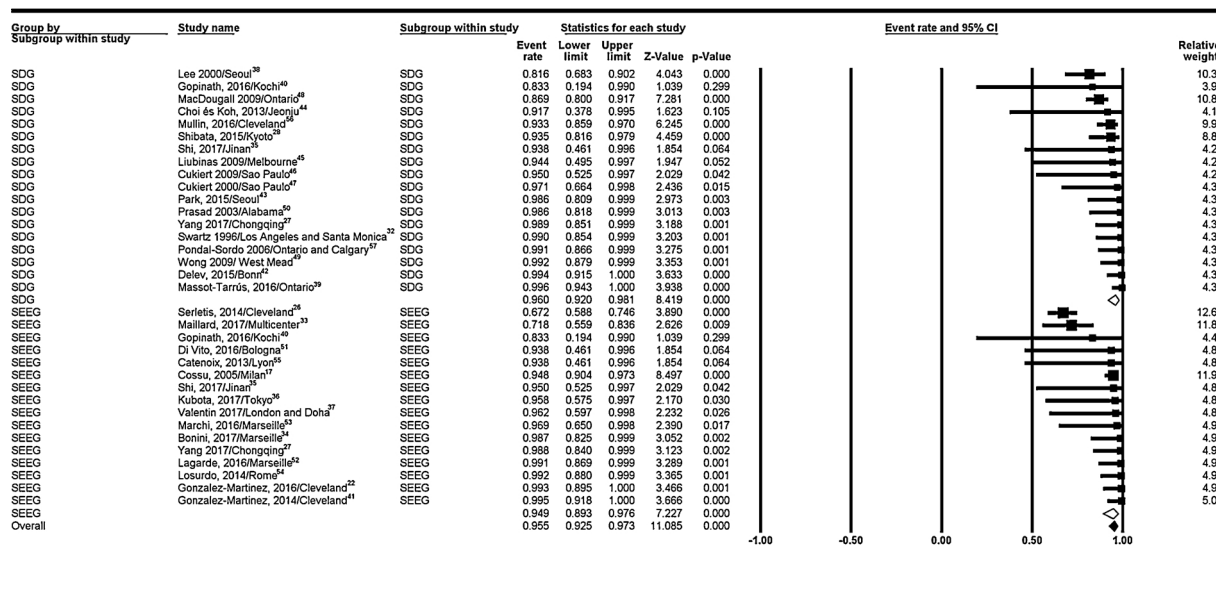 Group by Study name Subgroup within study Statistics for each study Event rate and 95% CI
Subgroup within study
Event rate Lower limit Upper limit Z-Value p-Value Relative weight
SDG Lee 2000/Seoul38 SDG 0.816 0.683 0.902 4.043 0.000 10.3
SDG Gopinath, 2016/Kochi40 SDG 0.833 0.194 0.990 1.039 0.299 3.9
SDG MacDougall 2009/Ontario48 SDG 0.869 0.800 0.917 7.281 0.000 10.8
SDG Choi és Koh, 2013/Jeonju44 SDG 0.917 0.378 0.995 1.623 0.105 4.1
SDG Mullin, 2016/Cleveland56 SDG 0.933 0.859 0.970 6.245 0.000 9.9
SDG Shibata, 2015/Kyoto28 SDG 0.935 0.816 0.979 4.459 0.000 8.8
SDG Shi, 2017/Jinan35 SDG 0.938 0.461 0.996 1.854 0.064 4.2
SDG Liubinas 2009/Melbourne45 SDG 0.944 0.495 0.997 1.947 0.052 4.2
SDG Cukiert 2009/Sao Paulo46 SDG 0.950 0.525 0.997 2.029 0.042 4.2
SDG Cukiert 2000/Sao Paulo47 SDG 0.971 0.664 0.998 2.436 0.015 4.3
SDG Park, 2015/Seoul43 SDG 0.986 0.809 0.999 2.973 0.003 4.3
SDG Prasad 2003/Alabama50 SDG 0.986 0.818 0.999 3.013 0.003 4.3
SDG Yang 2017/Chongqing27 SDG 0.989 0.851 0.999 3.188 0.001 4.3
SDG Swartz 1996/Los Angeles and Santa Monica32 SDG 0.990 0.854 0.999 3.203 0.001 4.3
SDG Pondal-Sordo 2006/Ontario and Calgary57 SDG 0.991 0.866 0.999 3.275 0.001 4.3
SDG Wong 2009/ West Mead49 SDG 0.992 0.879 0.999 3.353 0.001 4.3
SDG Delev, 2015/Bonn42 SDG 0.994 0.915 1.000 3.633 0.000 4.3
SDG Massot-Tarrús, 2016/Ontario39 SDG 0.996 0.943 1.000 3.938 0.000 4.3
SDG 0.960 0.920 0.981 8.419 0.000
SEEG Serletis, 2014/Cleveland26 SEEG 0.672 0.588 0.746 3.890 0.000 12.6
SEEG Maillard, 2017/Multicenter33 SEEG 0.718 0.559 0.836 2.626 0.009 11.8
SEEG Gopinath, 2016/Kochi40 SEEG 0.833 0.194 0.990 1.039 0.299 4.4
SEEG Di Vito, 2016/Bologna51 SEEG 0.938 0.461 0.996 1.854 0.064 4.8
SEEG Catenoix, 2013/Lyon55 SEEG 0.938 0.461 0.996 1.854 0.064 4.8
SEEG Cossu, 2005/Milan17 SEEG 0.948 0.904 0.973 8.497 0.000 11.9
SEEG Shi, 2017/Jinan35 SEEG 0.950 0.525 0.997 2.029 0.042 4.8
SEEG Kubota, 2017/Tokyo36 SEEG 0.958 0.575 0.997 2.170 0.030 4.8
SEEG Valentin 2017/London and Doha37 SEEG 0.962 0.597 0.998 2.232 0.026 4.8
SEEG Marchi, 2016/Marseille53 SEEG 0.969 0.650 0.998 2.390 0.017 4.9
SEEG Bonini, 2017/Marseille34 SEEG 0.987 0.825 0.999 3.052 0.002 4.9
SEEG Yang 2017/Chongqing27 SEEG 0.988 0.840 0.999 3.123 0.002 4.9
SEEG Lagarde, 2016/Marseille52 SEEG 0.991 0.869 0.999 3.289 0.001 4.9
SEEG Losurdo, 2014/Rome54 SEEG 0.992 0.880 0.999 3.365 0.001 4.9
SEEG Gonzalez-Martinez, 2016/Cleveland22 SEEG 0.993 0.895 1.000 3.466 0.001 4.9
SEEG Gonzalez-Martinez, 2014/Cleveland41 SEEG 0.995 0.918 1.000 3.666 0.000 5.0
SEEG 0.949 0.893 0.976 7.227 0.000
Overall 0.955 0.925 0.973 11.085 0.000
-1.00 -0.50 0.00 0.50 1.00